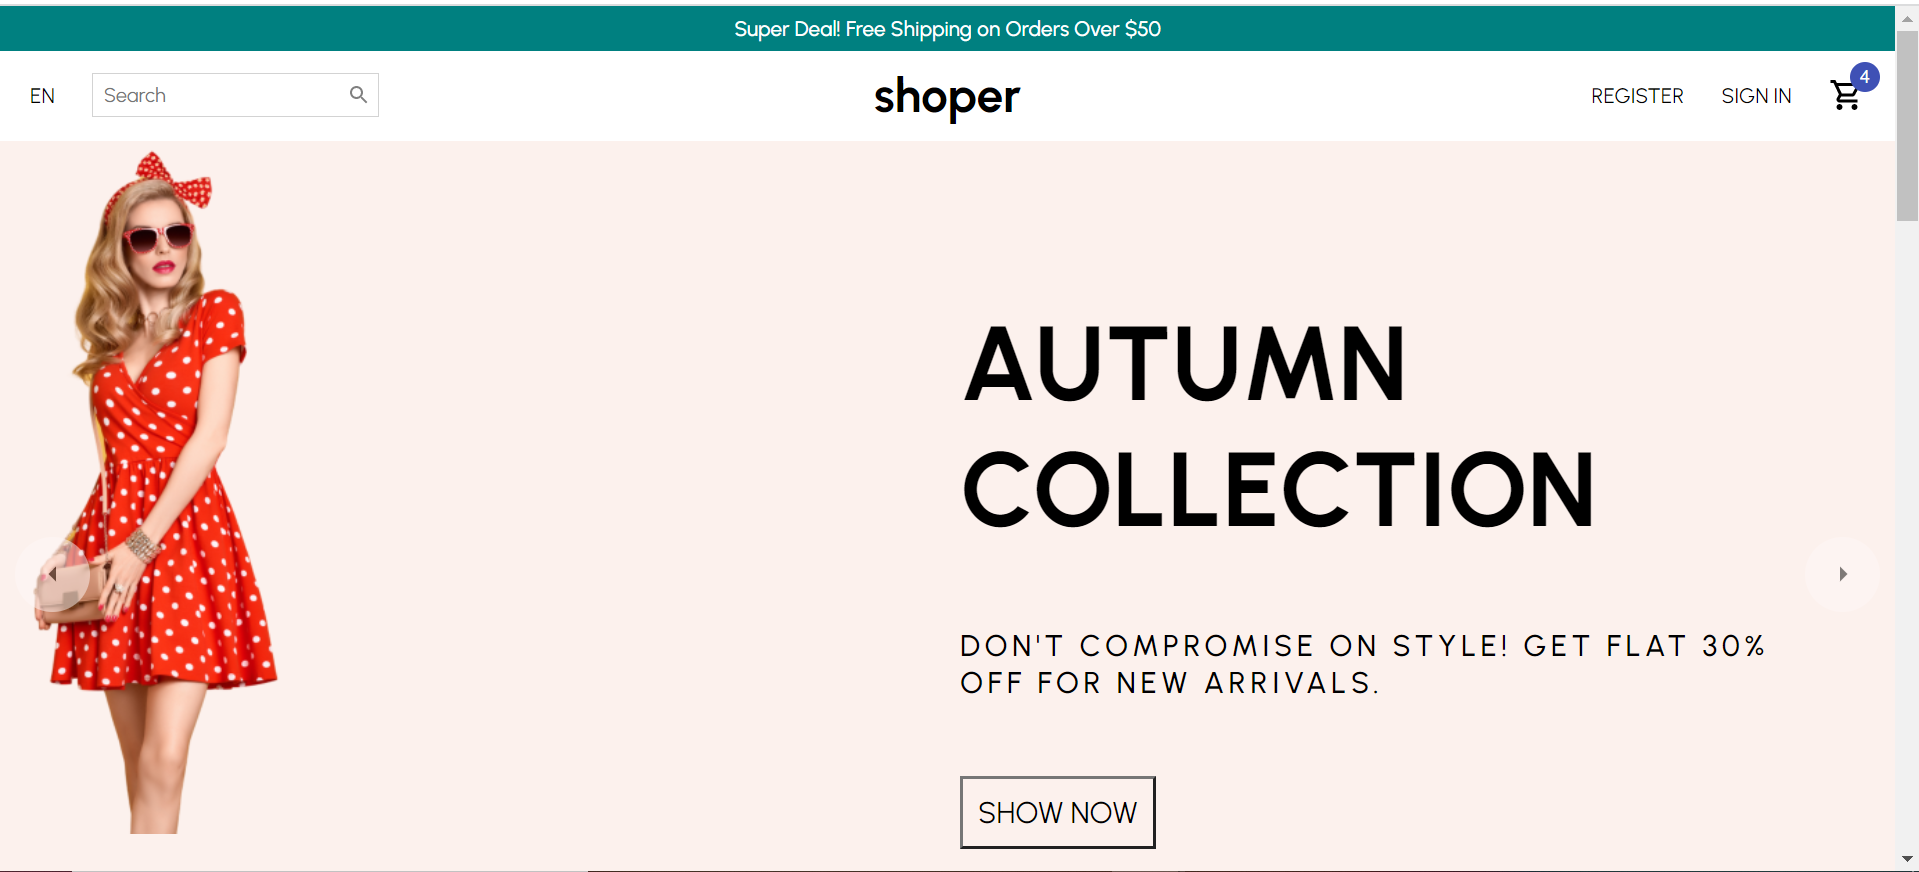 Super Deal! Free Shipping on Orders Over $50
EN
Search
shoper
REGISTER
SIGN IN
4
AUTUMN
COLLECTION
DON'T COMPROMISE ON STYLE! GET FLAT 30%
OFF FOR NEW ARRIVALS.
SHOW NOW